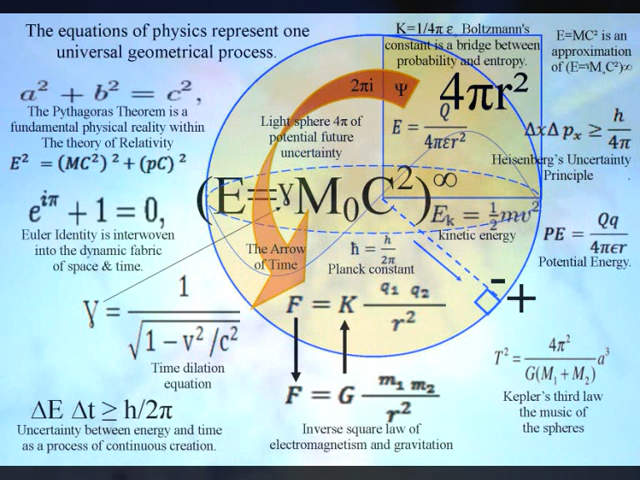 The equations of physics represent one
universal geometrical process.
K=1/4π ε. Boltzmann's
constant is a bridge between
probability and entropy.
E=MC² is an
approximation
of (E=ˠM˳C²)∞
a² + b² = c²,
The Pythagoras Theorem is a
fundamental physical reality within
The theory of Relativity
E² = (MC²)² + (pC)²
2πi
Ψ
4πr²
Light sphere 4π of
potential future
uncertainty
E = Q / 4πεr²
ΔxΔpₓ ≥ h / 4π
Heisenberg's Uncertainty
Principle .
(E=ɣM₀C²)∞
e^iπ + 1 = 0,
Euler Identity is interwoven
into the dynamic fabric
of space & time.
Eₖ = ½mv²
kinetic energy
PE = Qq / 4πεr
Potential Energy.
The Arrow
of Time
ħ = h / 2π
Planck constant
- +
γ = 1 / √1 − v²/c²
Time dilation
equation
F = K q₁ q₂ / r²
F = G m₁ m₂ / r²
Inverse square law of
electromagnetism and gravitation
T² = 4π² / G(M₁ + M₂) a³
Kepler's third law
the music of
the spheres
ΔE Δt ≥ h/2π
Uncertainty between energy and time
as a process of continuous creation.